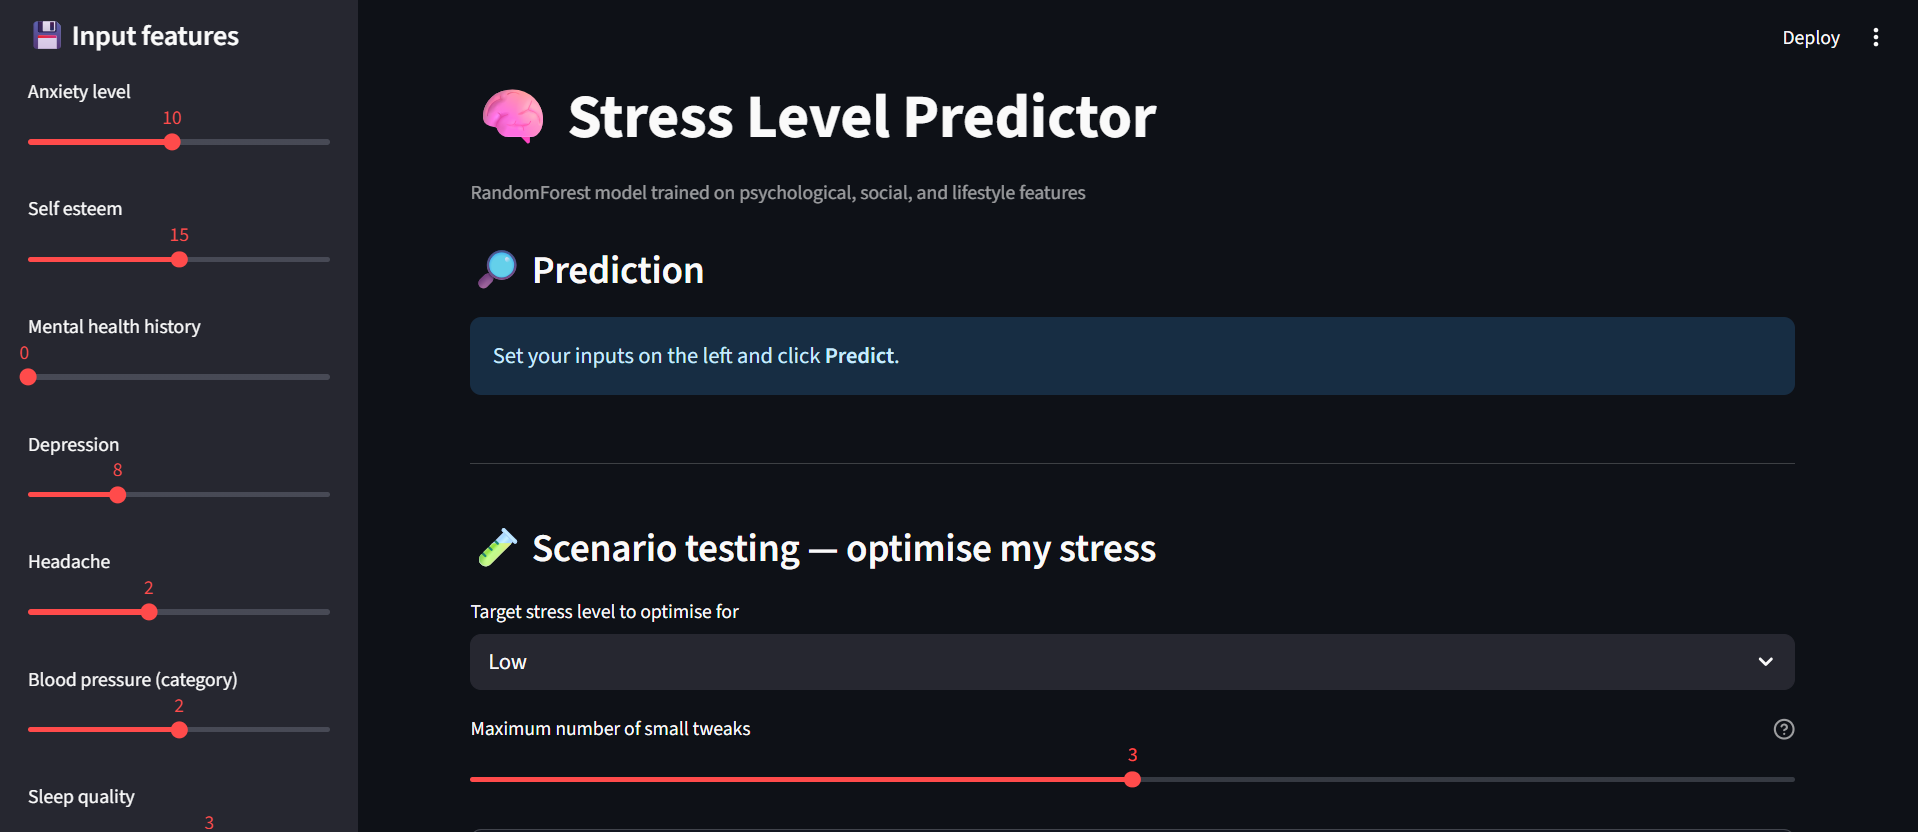 Input features
Anxiety level
10
Self esteem
15
Mental health history
0
Depression
8
Headache
2
Blood pressure (category)
2
Sleep quality
3
Deploy
Stress Level Predictor
RandomForest model trained on psychological, social, and lifestyle features
Prediction
Set your inputs on the left and click Predict.
Scenario testing — optimise my stress
Target stress level to optimise for
Low
Maximum number of small tweaks
3